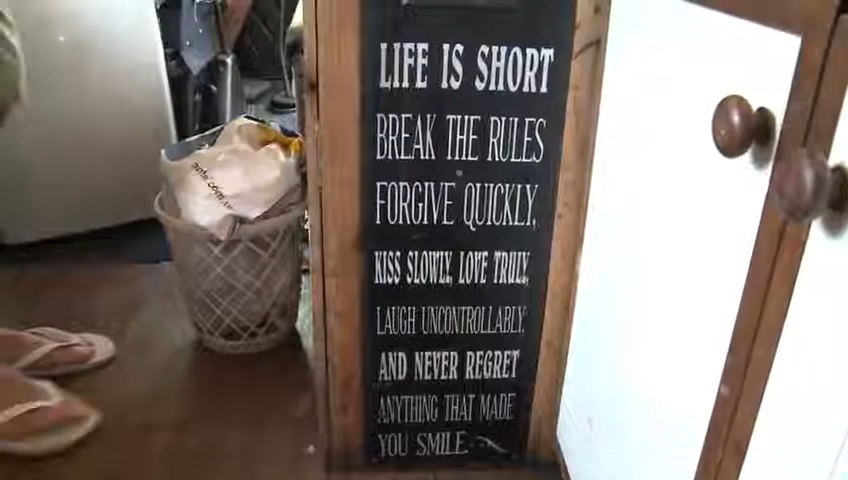 LIFE IS SHORT
BREAK THE RULES
FORGIVE QUICKLY,
KISS SLOWLY, LOVE TRULY,
LAUGH UNCONTROLLABLY,
AND NEVER REGRET
ANYTHING THAT MADE
YOU SMILE